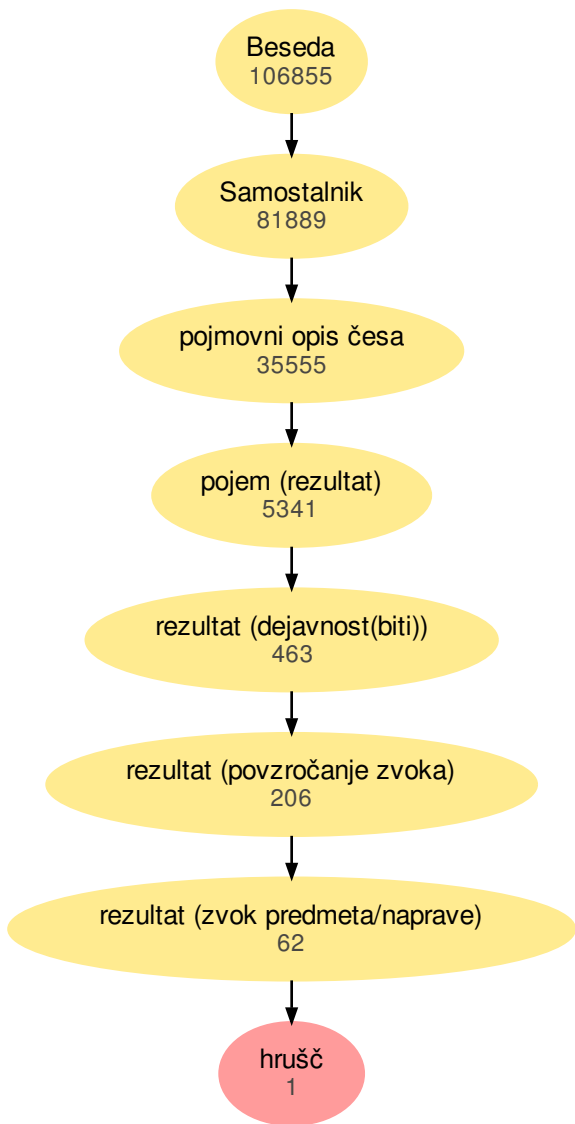 Beseda
106855
Samostalnik
81889
pojmovni opis česa
35555
pojem (rezultat)
5341
rezultat (dejavnost(biti))
463
rezultat (povzročanje zvoka)
206
rezultat (zvok predmeta/naprave)
62
hrušč
1